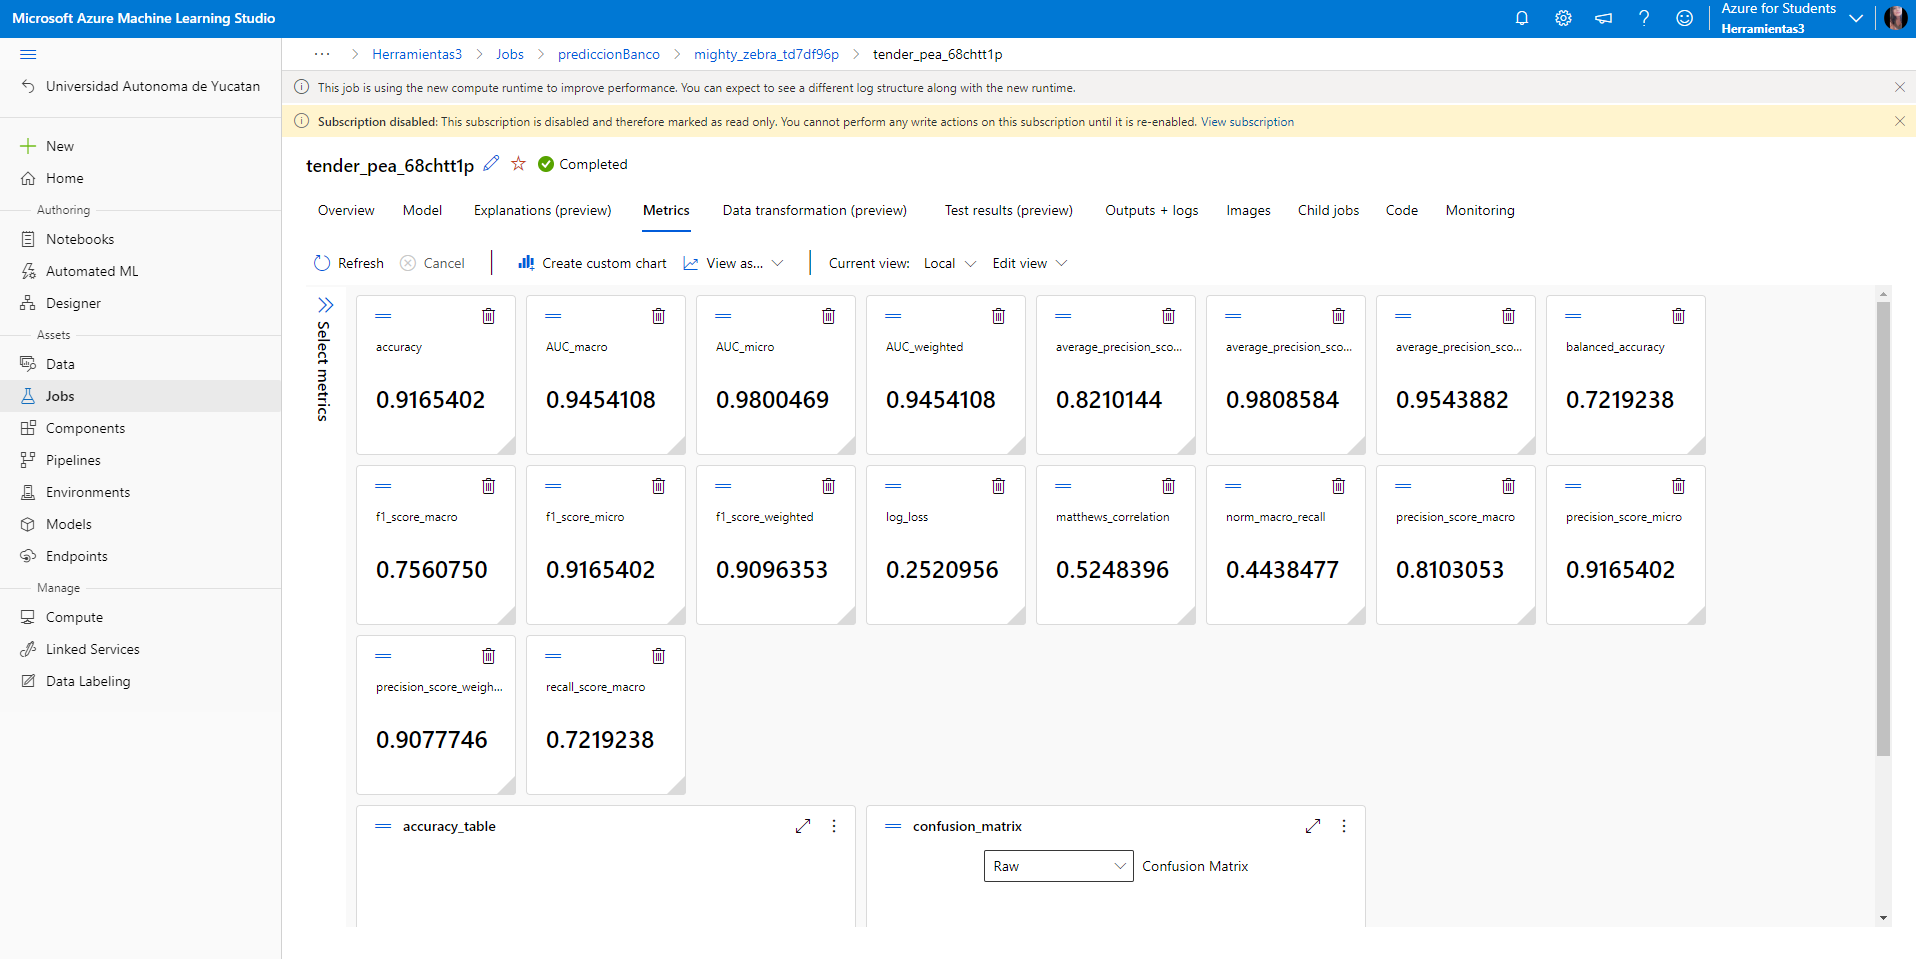 Microsoft Azure Machine Learning Studio
Azure for Students
Herramientas3
Universidad Autonoma de Yucatan
New
Home
Authoring
Notebooks
Automated ML
Designer
Assets
Data
Jobs
Components
Pipelines
Environments
Models
Endpoints
Manage
Compute
Linked Services
Data Labeling
... > Herramientas3 > Jobs > prediccionBanco > mighty_zebra_td7df96p > tender_pea_68chtt1p
This job is using the new compute runtime to improve performance. You can expect to see a different log structure along with the new runtime.
Subscription disabled: This subscription is disabled and therefore marked as read only. You cannot perform any write actions on this subscription until it is re-enabled. View subscription
tender_pea_68chtt1p Completed
Overview Model Explanations (preview) Metrics Data transformation (preview) Test results (preview) Outputs + logs Images Child jobs Code Monitoring
Refresh Cancel Create custom chart View as... Current view: Local Edit view
Select metrics
accuracy AUC_macro AUC_micro AUC_weighted average_precision_sco... average_precision_sco... average_precision_sco... balanced_accuracy
0.9165402 0.9454108 0.9800469 0.9454108 0.8210144 0.9808584 0.9543882 0.7219238
f1_score_macro f1_score_micro f1_score_weighted log_loss matthews_correlation norm_macro_recall precision_score_macro precision_score_micro
0.7560750 0.9165402 0.9096353 0.2520956 0.5248396 0.4438477 0.8103053 0.9165402
precision_score_weigh... recall_score_macro
0.9077746 0.7219238
accuracy_table confusion_matrix
Raw Confusion Matrix